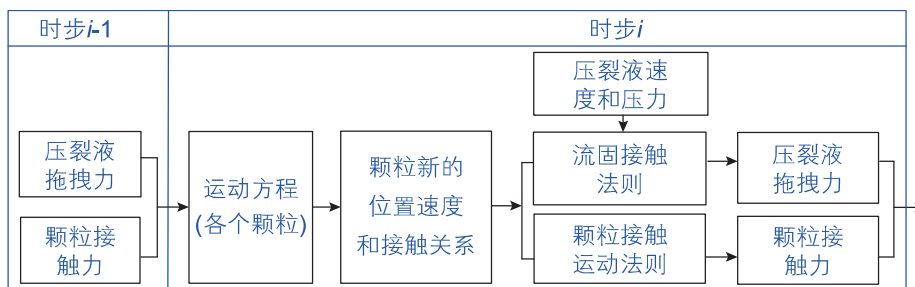 时步i-1
时步i
压裂液速
度和压力
压裂液
拖拽力
颗粒接
触力
运动方程
(各个颗粒)
颗粒新的
位置速度
和接触关系
流固接触
法则
颗粒接触
运动法则
压裂液
拖拽力
颗粒接
触力